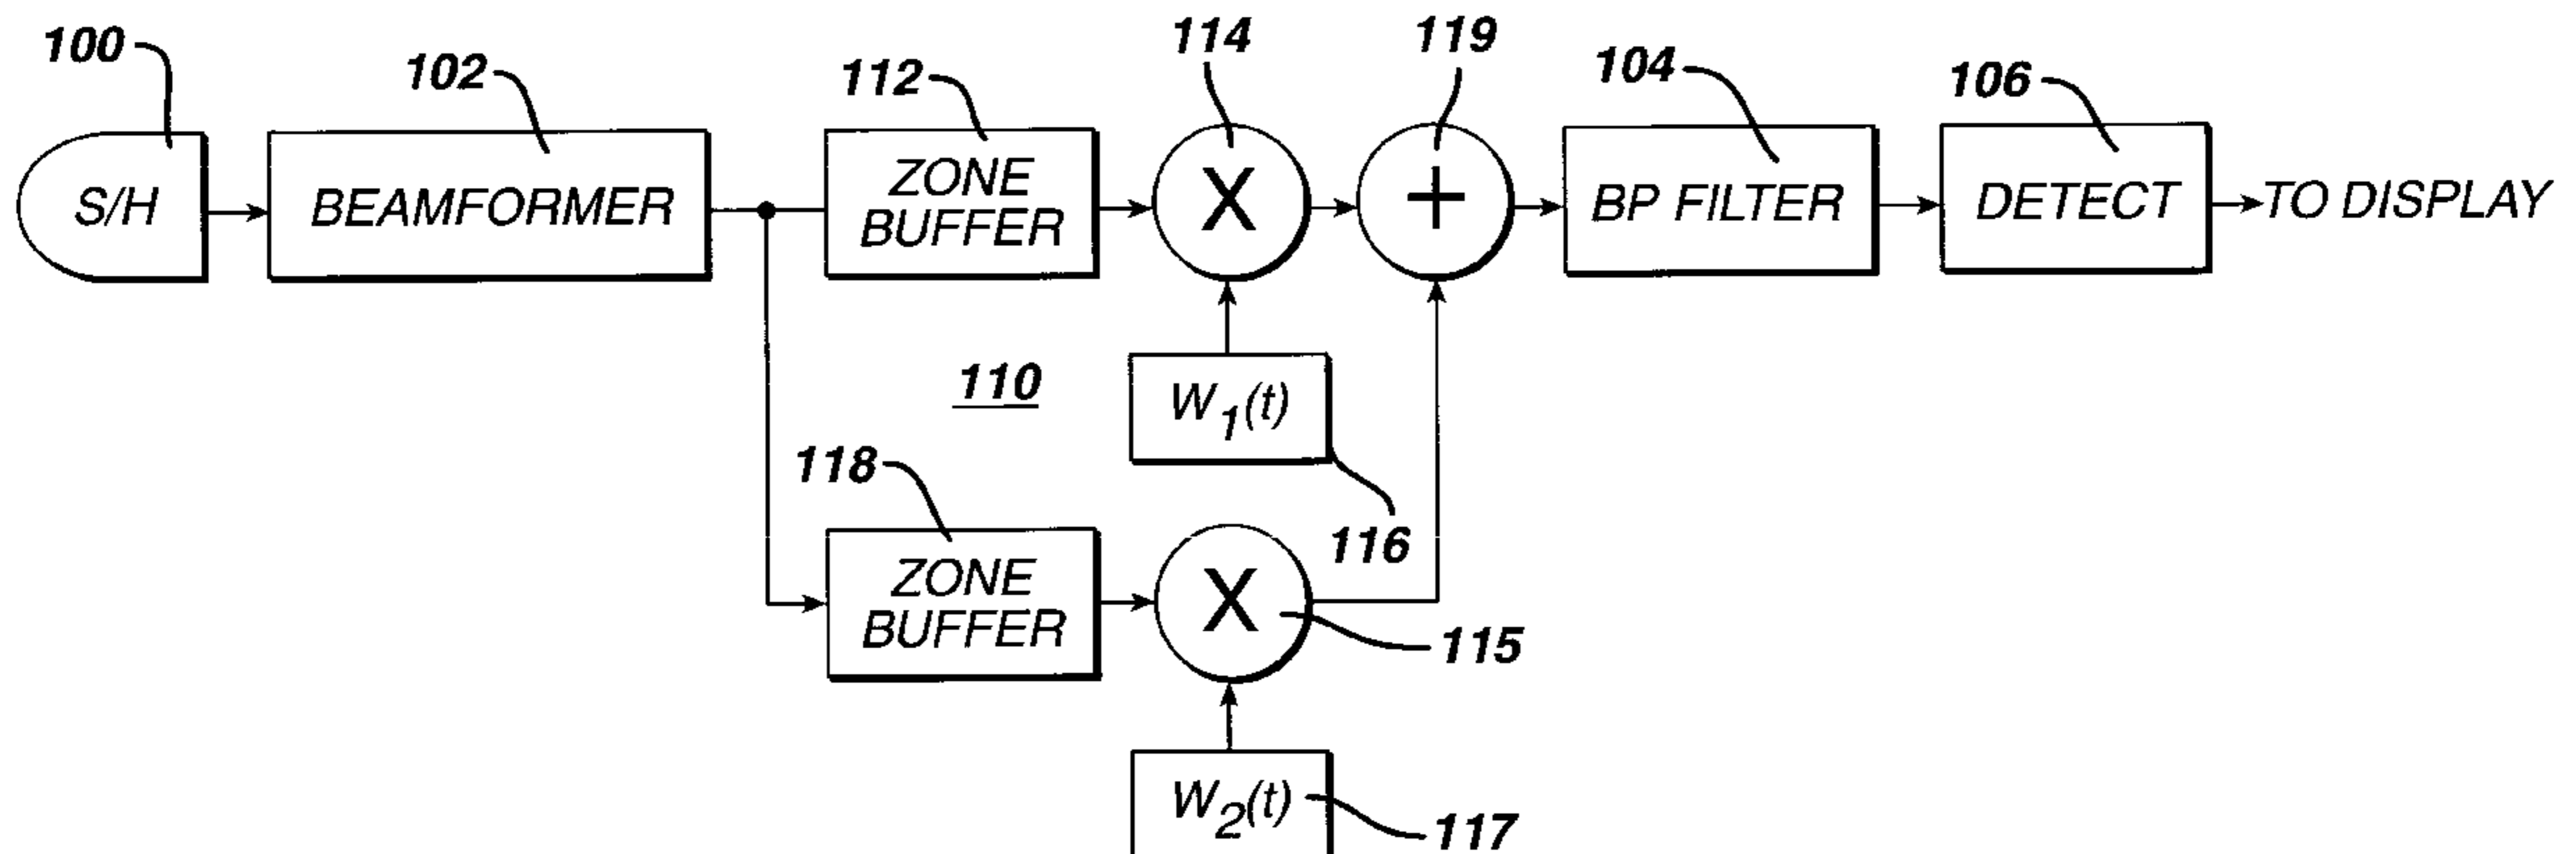 100
102
112
114
119
104
106
S/H
BEAMFORMER
ZONE
BUFFER
X
+
BP FILTER
DETECT
TO DISPLAY
110
W1(t)
116
118
ZONE
BUFFER
X
115
W2(t)
117